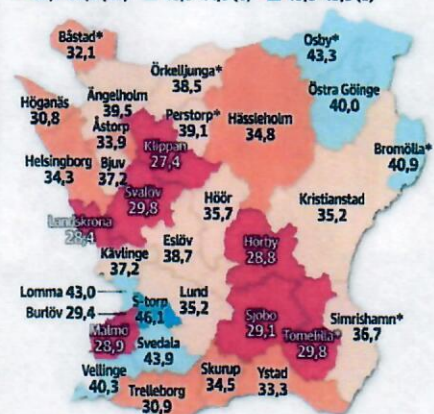 Båstad*
32,1
Osby*
43,3
Örkelljunga*
38,5
Östra Göinge
40,0
Ängelholm
39,5
Höganäs
30,8
Perstorp*
39,1
Hässleholm
34,8
Åstorp
33,9
Klippan
27,4
Bromölla*
40,9
Helsingborg
34,3
Bjuv
37,2
Svalöv
29,8
Höör
35,7
Kristianstad
35,2
Landskrona
28,4
Eslöv
38,7
Hörby
28,8
Kävlinge
37,2
Lomma 43,0
Burlöv 29,4
S-torp
46,1
Lund
35,2
Sjöbo
29,1
Simrishamn*
36,7
Malmö
28,9
Tomelilla*
29,8
Svedala
43,9
Vellinge
40,3
Skurup
34,5
Ystad
33,3
Trelleborg
30,9